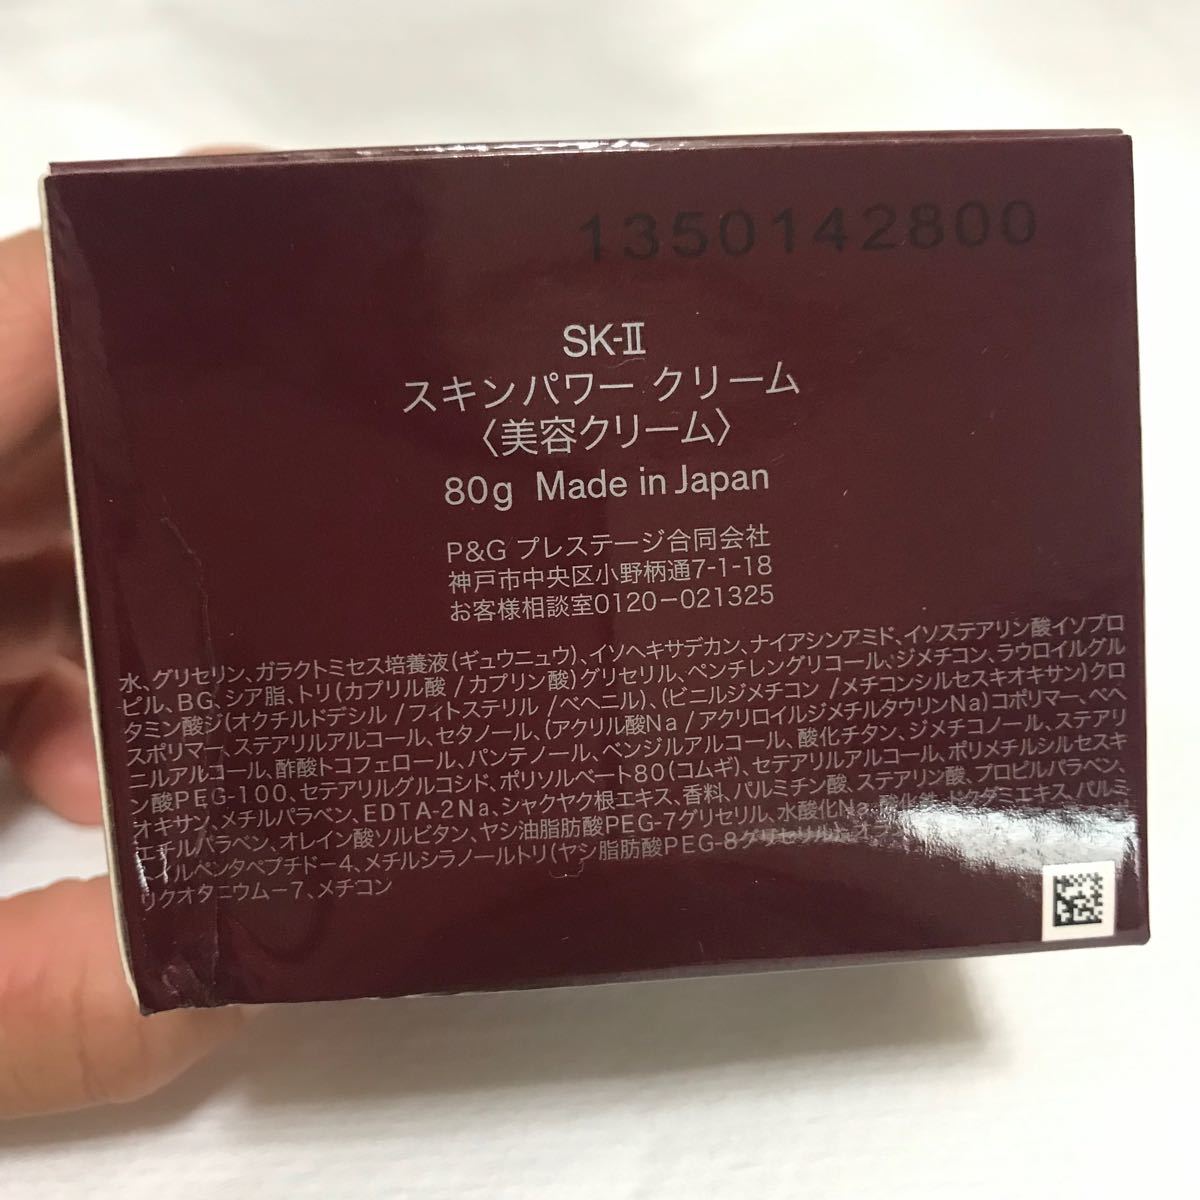 1350142800
SK-Ⅱ
スキンパワー クリーム
〈美容クリーム〉
80g Made in Japan
P&G プレステージ合同会社
神戸市中央区小野柄通7-1-18
お客様相談室0120-021325
水、グリセリン、ガラクトミセス培養液(ギュウニュウ)、イソヘキサデカン、ナイアシンアミド、イソステアリン酸イソプロ
ピル、BG、シア脂、トリ(カプリル酸/カプリン酸)グリセリル、ペンチレングリコール、ジメチコン、ラウロイルグル
タミン酸ジ(オクチルドデシル/フィトステリル/ベヘニル)、(ビニルジメチコン/メチコンシルセスキオキサン)クロ
スポリマー、ステアリルアルコール、セタノール、(アクリル酸Na/アクリロイルジメチルタウリンNa)コポリマー、ベヘ
ニルアルコール、酢酸トコフェロール、パンテノール、ベンジルアルコール、酸化チタン、ジメチコノール、ステアリ
ン酸PEG-100、セテアリルグルコシド、ポリソルベート80(コムギ)、セテアリルアルコール、ポリメチルシルセスキ
オキサン、メチルパラベン、EDTA-2Na、シャクヤク根エキス、香料、パルミチン酸、ステアリン酸、プロピルパラベン、
エチルパラベン、オレイン酸ソルビタン、ヤシ油脂肪酸PEG-7グリセリル、水酸化Na、酸化鉄、ドクダミエキス、パルミ
トイルペンタペプチド-4、メチルシラノールトリ(ヤシ脂肪酸PEG-8グリセリル)、オラ
リクオタニウム-7、メチコン